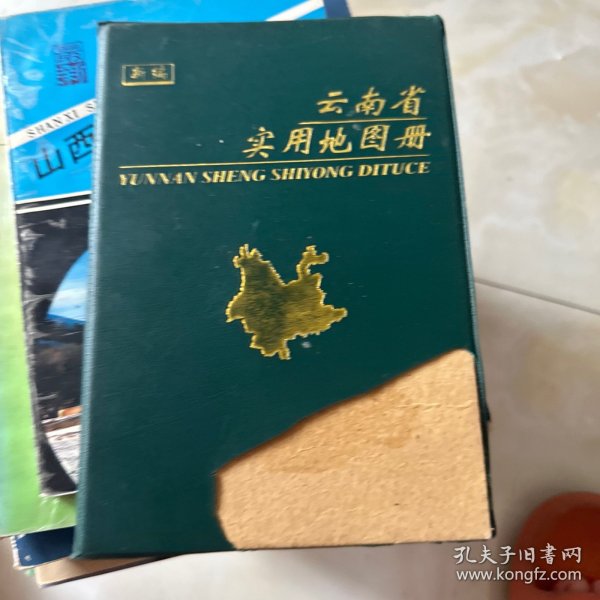 新编
云南省
实用地图册
YUNNAN SHENG SHIYONG DITUCE
SHANXI S
山西
孔夫子旧书网
www.kongfz.com